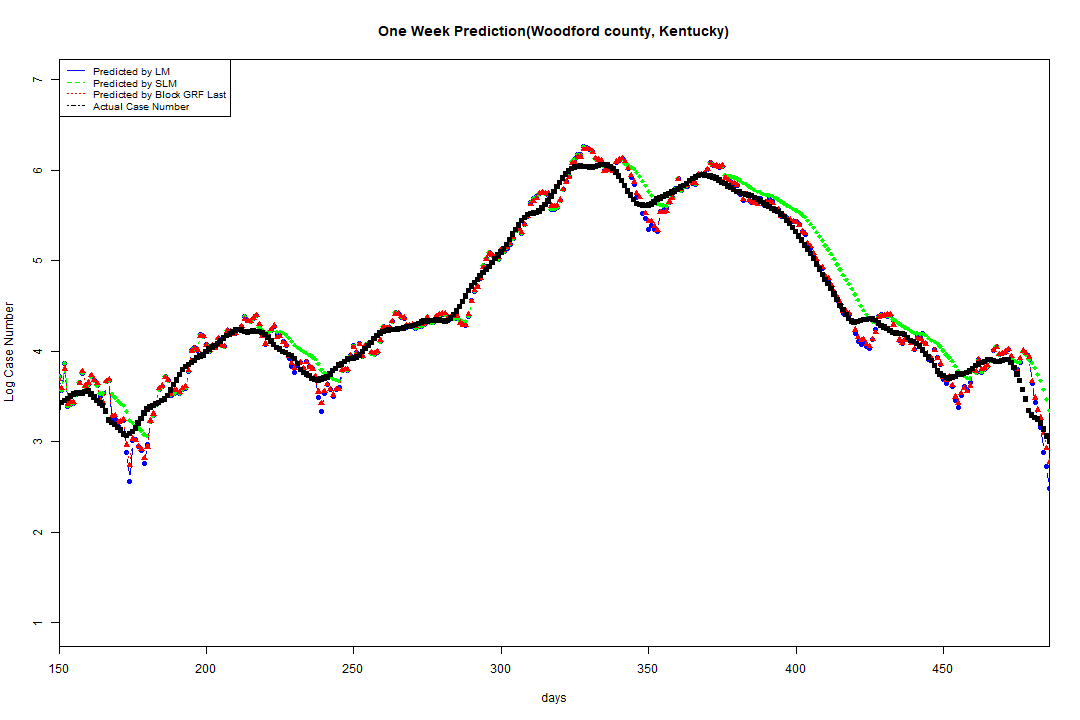 One Week Prediction(Woodford county, Kentucky)
Predicted by LM
Predicted by SLM
Predicted by Block GRF Last
Actual Case Number
Log Case Number
7
6
5
4
3
2
1
150 200 250 300 350 400 450
days